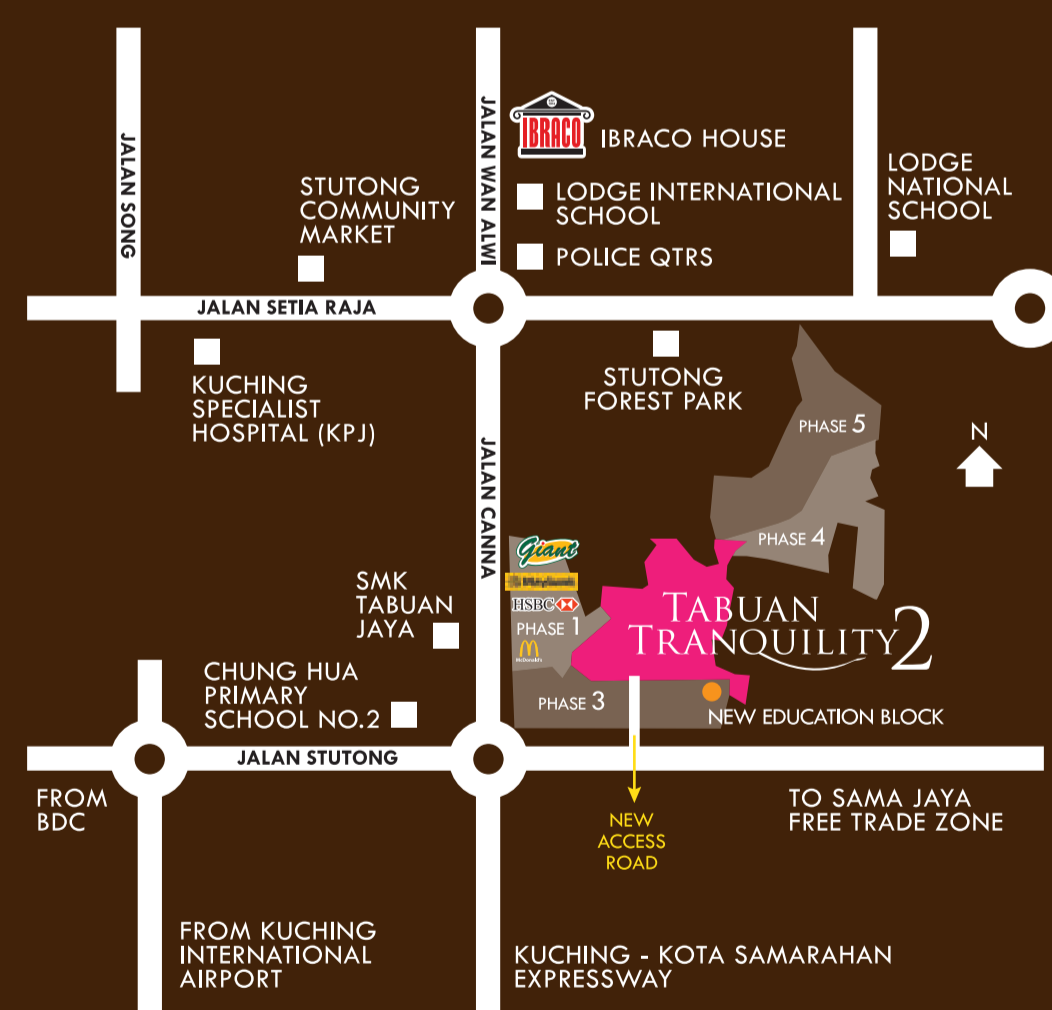 JALAN SONG
JALAN WAN ALWI
IBRACO
IBRACO HOUSE
STUTONG
COMMUNITY
MARKET
LODGE INTERNATIONAL
SCHOOL
POLICE QTRS
LODGE
NATIONAL
SCHOOL
JALAN SETIA RAJA
KUCHING
SPECIALIST
HOSPITAL (KPJ)
STUTONG
FOREST PARK
PHASE 5
N
JALAN CANNA
PHASE 4
Giant
HSBC
PHASE 1
McDonald's
SMK
TABUAN
JAYA
TABUAN
TRANQUILITY 2
CHUNG HUA
PRIMARY
SCHOOL NO.2
PHASE 3
NEW EDUCATION BLOCK
JALAN STUTONG
FROM
BDC
NEW
ACCESS
ROAD
TO SAMA JAYA
FREE TRADE ZONE
FROM KUCHING
INTERNATIONAL
AIRPORT
KUCHING - KOTA SAMARAHAN
EXPRESSWAY